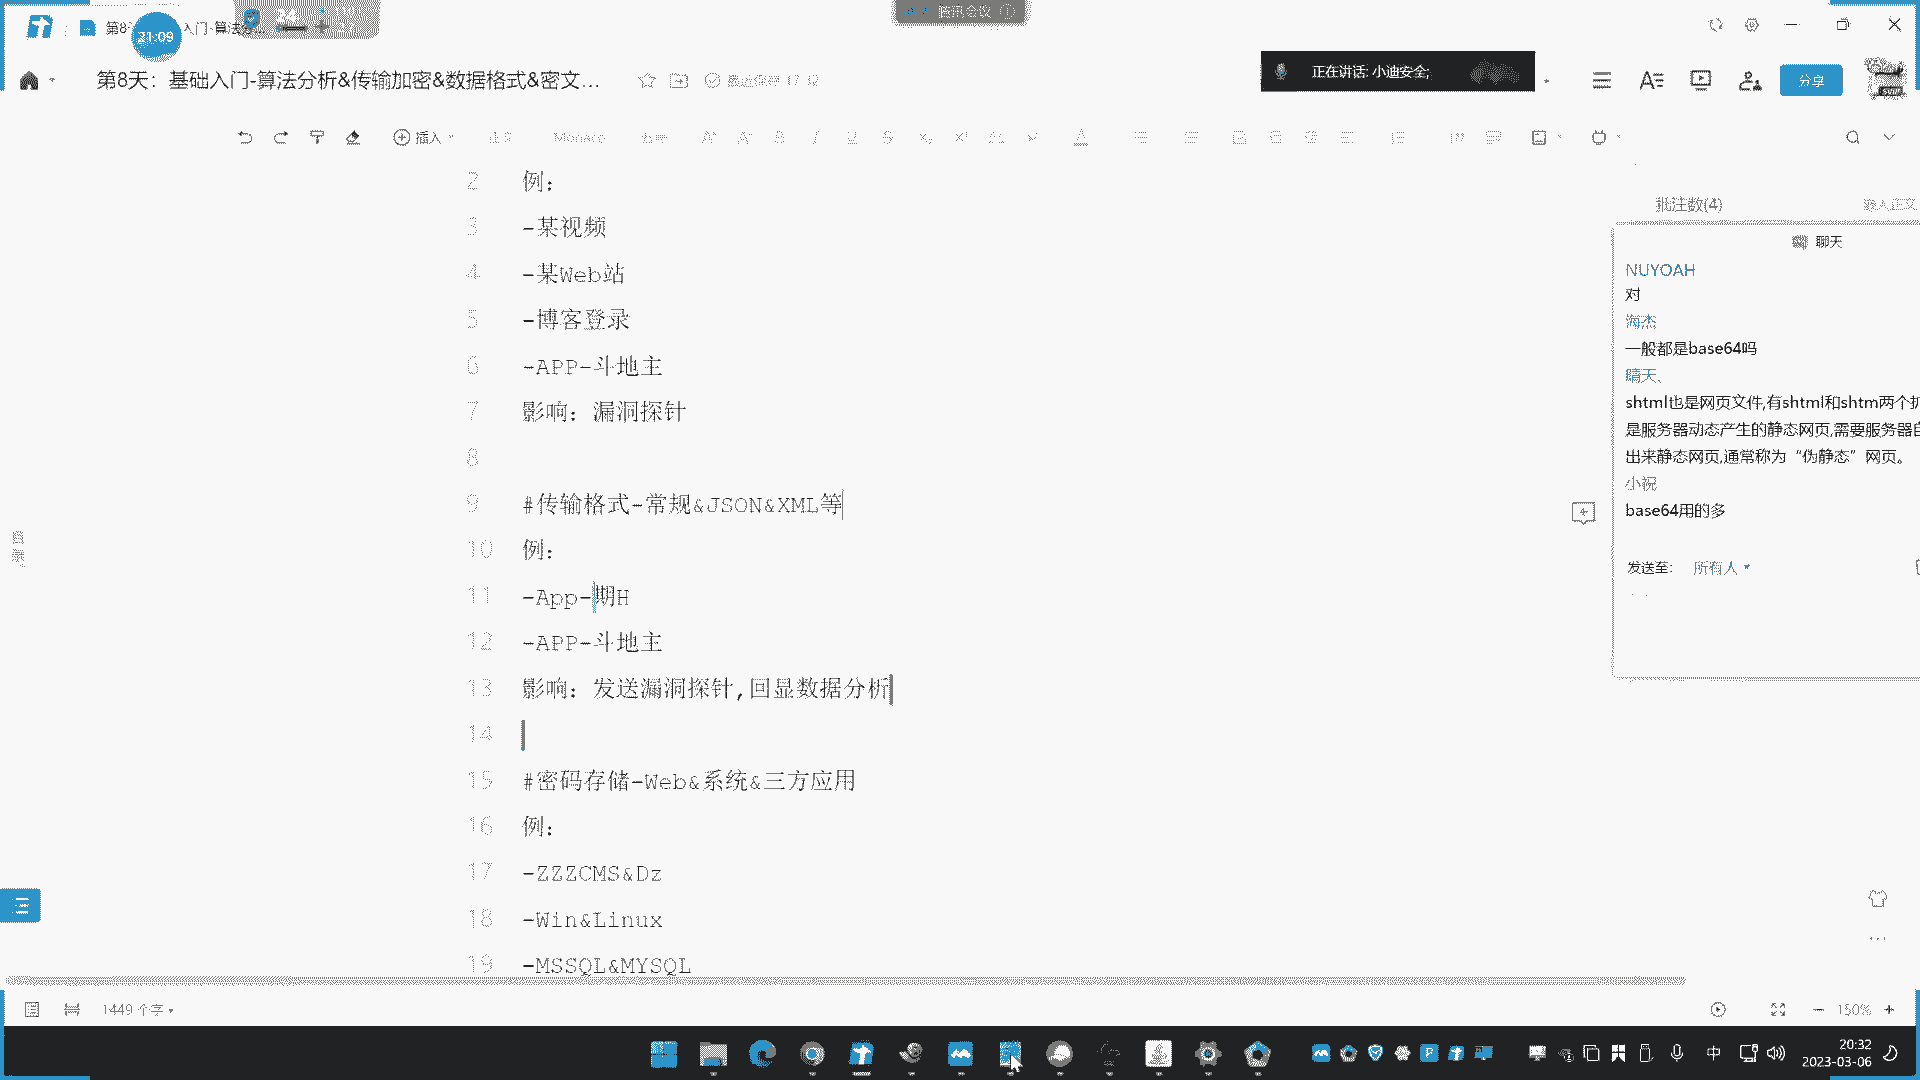 腾讯会议
21:09
第8天：基础入门-算法分析&传输加密&数据格式&密文...
正在讲话: 小迪安全;
分享
插入
Monaco
批注数(4)
2 例：
3 -某视频
4 -某Web站
5 -博客登录
6 -APP-斗地主
7 影响：漏洞探针
8
9 #传输格式-常规&JSON&XML等
10 例：
11 -App-期H
12 -APP-斗地主
13 影响：发送漏洞探针,回显数据分析
14
15 #密码存储-Web&系统&三方应用
16 例：
17 -ZZZCMS&Dz
18 -Win&Linux
19 -MSSQL&MYSQL
聊天
NUYOAH
对
海杰
一般都是base64吗
晴天、
shtml也是网页文件,有shtml和shtm两个扩
是服务器动态产生的静态网页,需要服务器
出来静态网页,通常称为“伪静态”网页。
小祝
base64用的多
发送至： 所有人
1449 个字
150%
中
20:32
2023-03-06